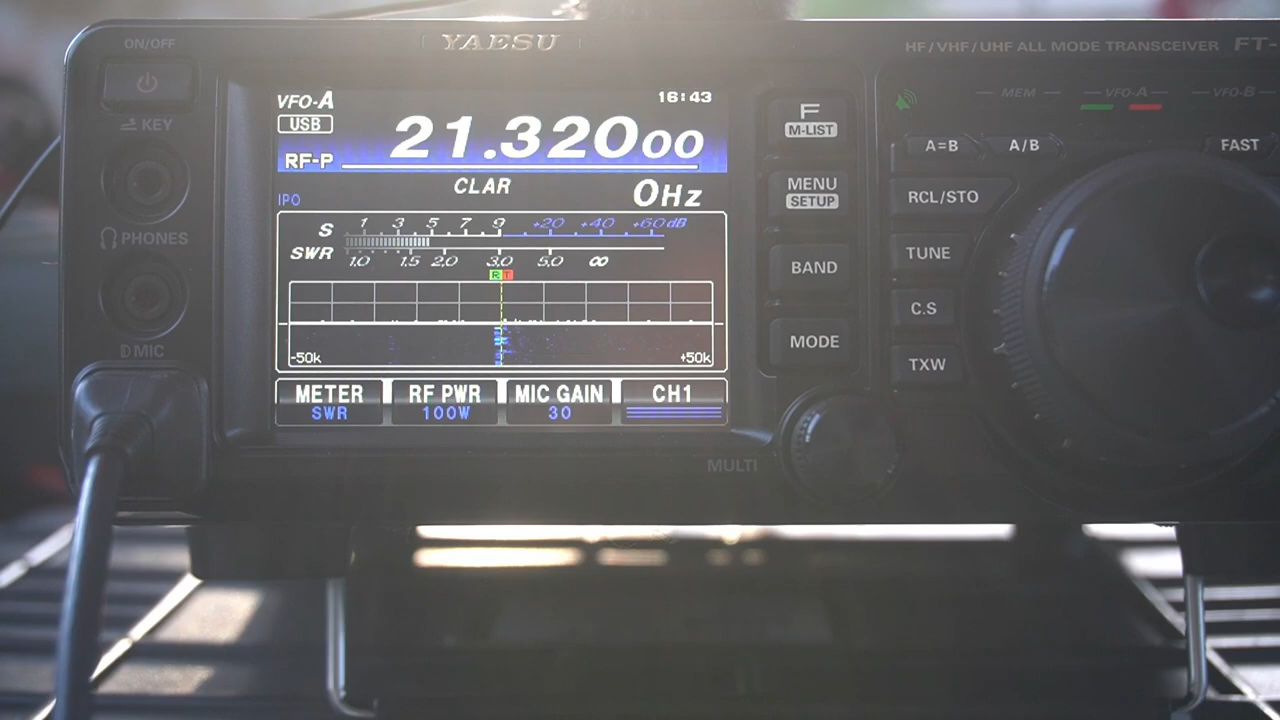 ON/OFF
YAESU
HF/VHF/UHF ALL MODE TRANSCEIVER FT-
KEY
PHONES
MIC
VFO-A
16:43
USB
21.32000
RF-P
CLAR
0Hz
IPO
S 1 3 5 7 9 +20 +40 +60dB
SWR 1.0 1.5 2.0 3.0 5.0 ∞
R T
-50k +50k
METER RF PWR MIC GAIN CH1
SWR 100W 30
F
M-LIST
MENU
SETUP
BAND
MODE
MULTI
MEM VFO-A VFO-B
A=B A/B FAST
RCL/STO
TUNE
C.S
TXW